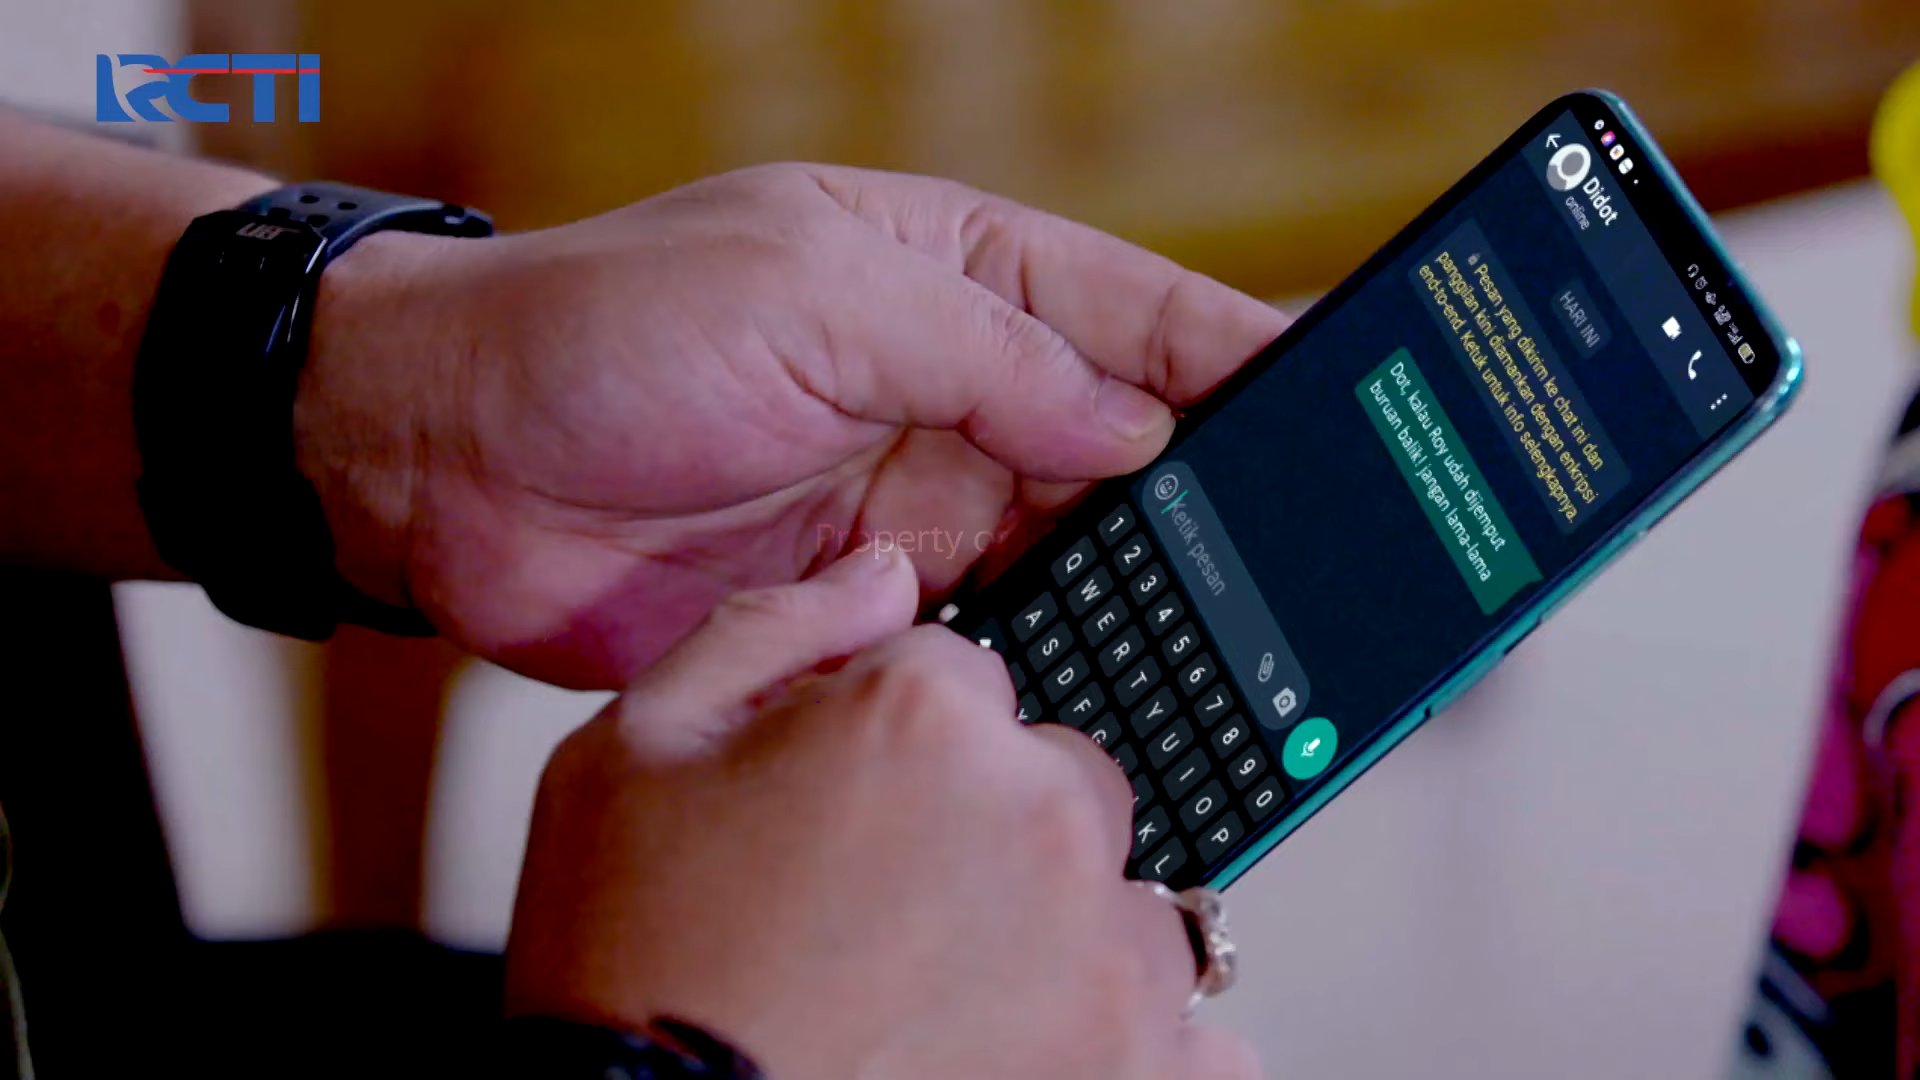 RCTI
Didot
online
HARI INI
Pesan yang dikirim ke chat ini dan
panggilan kini diamankan dengan enkripsi
end-to-end. Ketuk untuk info selengkapnya.
Dot, kalau Roy udah dijemput
buruan balik! jangan lama-lama
Ketik pesan
1 2 3 4 5 6 7 8 9 0
Q W E R T Y U I O P
A S D F G K L
Property of